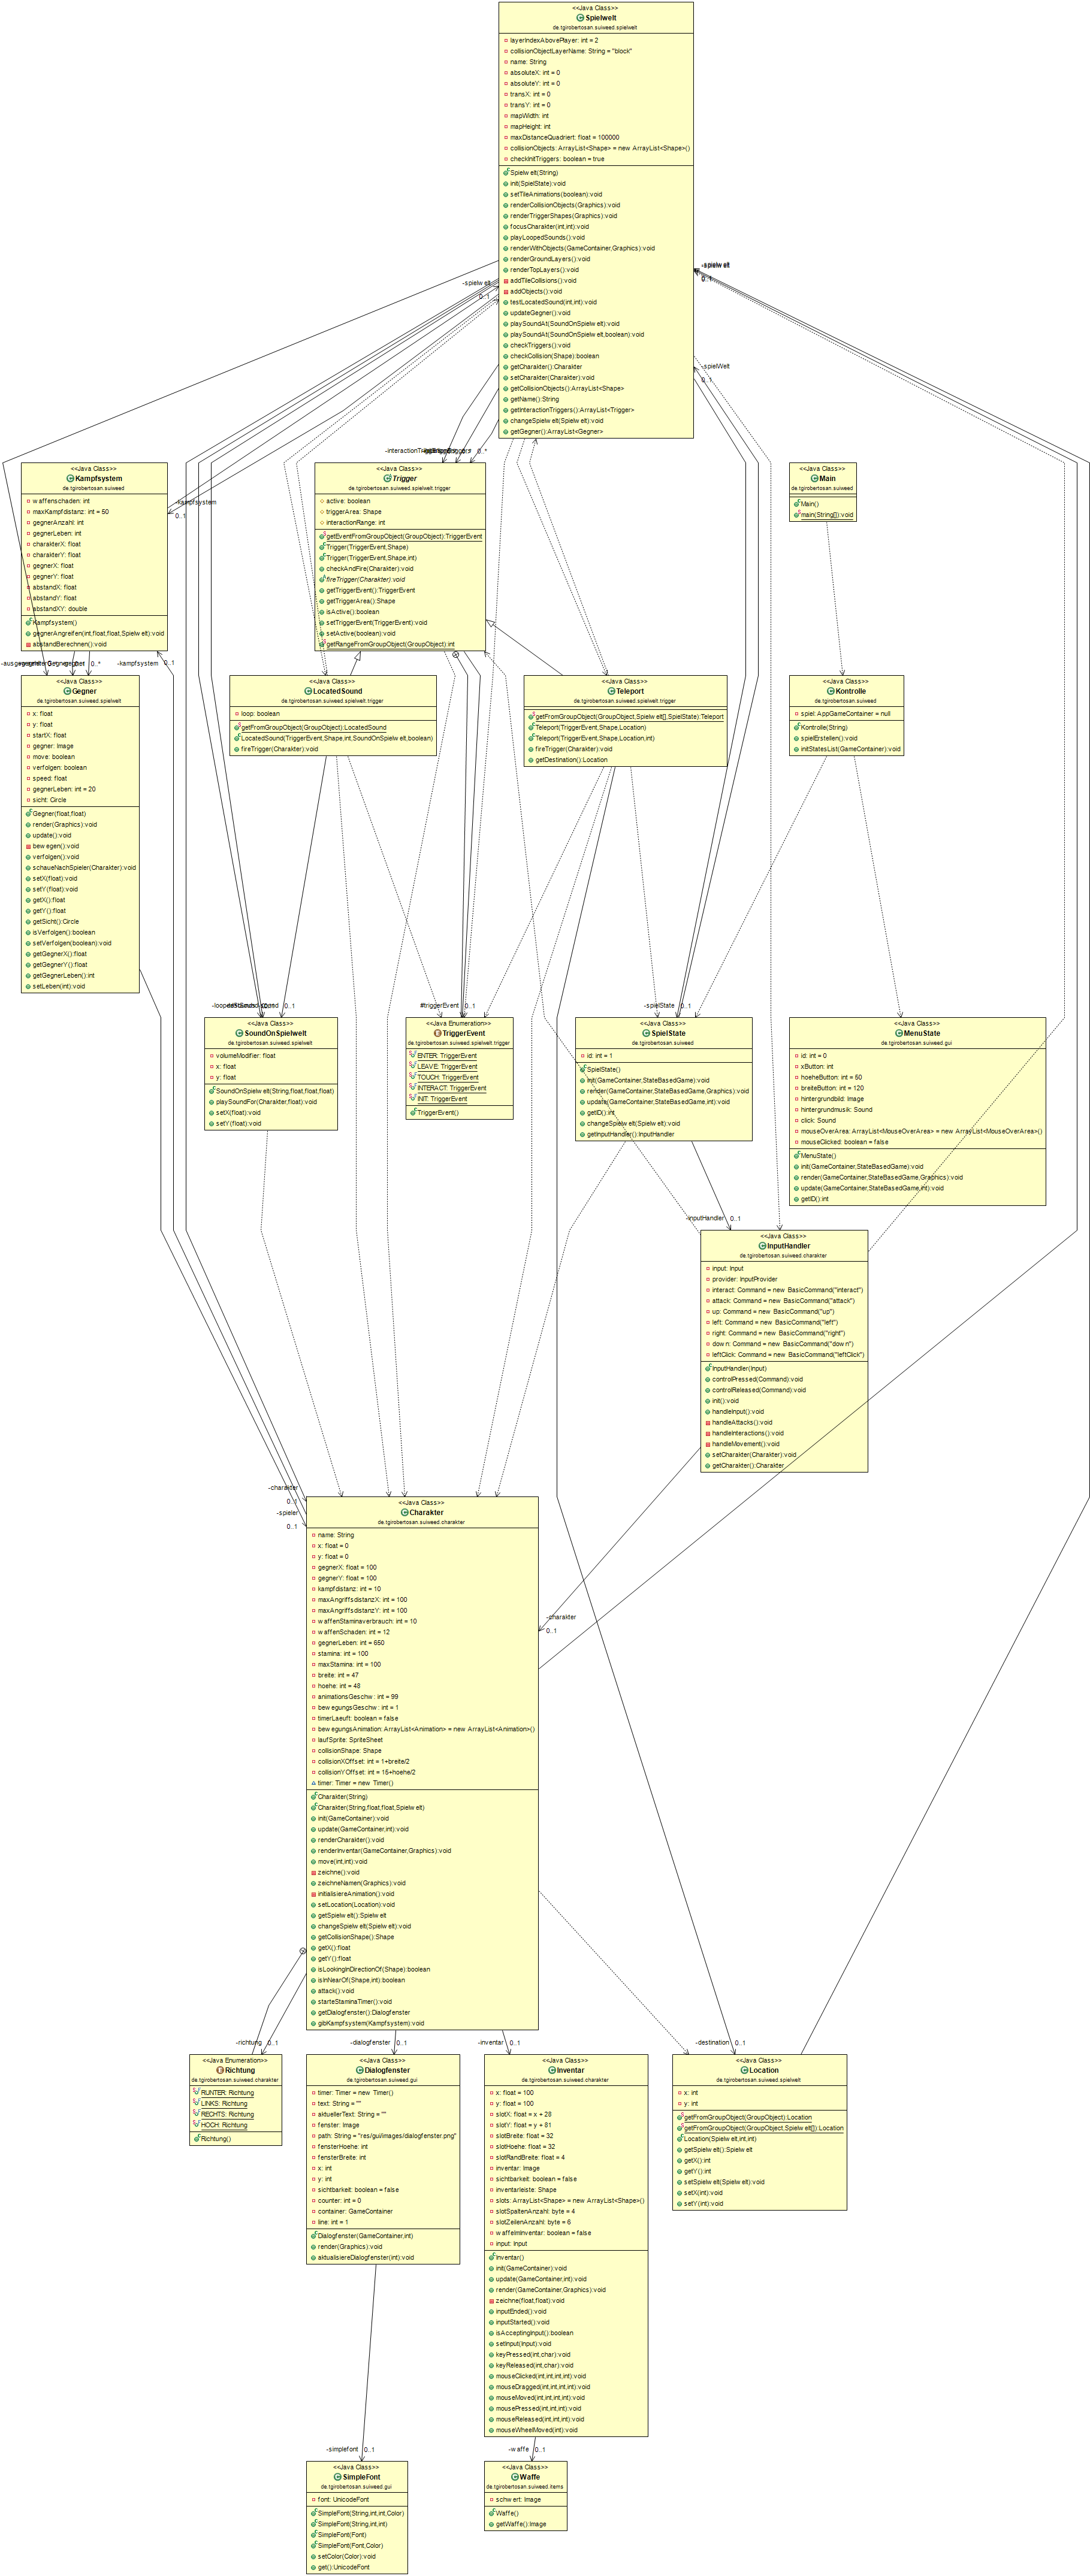 <<Java Class>>
Spielwelt
de.tgirobertosan.suiweed.spielwelt
layerIndexAbovePlayer: int = 2
collisionObjectLayerName: String = "block"
name: String
absoluteX: int = 0
absoluteY: int = 0
transX: int = 0
transY: int = 0
mapWidth: int
mapHeight: int
maxDistanceQuadriert: float = 100000
collisionObjects: ArrayList<Shape> = new ArrayList<Shape>()
checkInitTriggers: boolean = true
Spielwelt(String)
init(SpielState):void
setTileAnimations(boolean):void
renderCollisionObjects(Graphics):void
renderTriggerShapes(Graphics):void
focusCharakter(int,int):void
playLoopedSounds():void
renderWithObjects(GameContainer,Graphics):void
renderGroundLayers():void
renderTopLayers():void
addTileCollisions():void
addObjects():void
testLocatedSound(int,int):void
updateGegner():void
playSoundAt(SoundOnSpielwelt):void
playSoundAt(SoundOnSpielwelt,boolean):void
checkTriggers():void
checkCollision(Shape):boolean
getCharakter():Charakter
setCharakter(Charakter):void
getCollisionObjects():ArrayList<Shape>
getName():String
getInteractionTriggers():ArrayList<Trigger>
changeSpielwelt(Spielwelt):void
getGegner():ArrayList<Gegner>
-spielwelt
0..1
-spielwelt
0..1
-spielWelt
0..1
0..*
<<Java Class>>
Kampfsystem
de.tgirobertosan.suiweed
waffenschaden: int
maxKampfdistanz: int = 50
gegnerAnzahl: int
gegnerLeben: int
charakterX: float
charakterY: float
gegnerX: float
gegnerY: float
abstandX: float
abstandY: float
abstandXY: double
Kampfsystem()
gegnerAngreifen(int,float,float,Spielwelt):void
abstandBerechnen():void
-kampfsystem
0..1
<<Java Class>>
Trigger
de.tgirobertosan.suiweed.spielwelt.trigger
active: boolean
triggerArea: Shape
interactionRange: int
getEventFromGroupObject(GroupObject):TriggerEvent
Trigger(TriggerEvent,Shape)
Trigger(TriggerEvent,Shape,int)
checkAndFire(Charakter):void
fireTrigger(Charakter):void
getTriggerEvent():TriggerEvent
getTriggerArea():Shape
isActive():boolean
setTriggerEvent(TriggerEvent):void
setActive(boolean):void
getRangeFromGroupObject(GroupObject):int
<<Java Class>>
Main
de.tgirobertosan.suiweed
Main()
main(String[]):void
0..*
-kampfsystem
0..1
<<Java Class>>
Gegner
de.tgirobertosan.suiweed.spielwelt
x: float
y: float
startX: float
gegner: Image
move: boolean
verfolgen: boolean
speed: float
gegnerLeben: int = 20
sicht: Circle
Gegner(float,float)
render(Graphics):void
update():void
bewegen():void
verfolgen():void
schaueNachSpieler(Charakter):void
setX(float):void
setY(float):void
getX():float
getY():float
getSicht():Circle
isVerfolgen():boolean
setVerfolgen(boolean):void
getGegnerX():float
getGegnerY():float
getGegnerLeben():int
setLeben(int):void
<<Java Class>>
LocatedSound
de.tgirobertosan.suiweed.spielwelt.trigger
loop: boolean
getFromGroupObject(GroupObject):LocatedSound
LocatedSound(TriggerEvent,Shape,int,SoundOnSpielwelt,boolean)
fireTrigger(Charakter):void
<<Java Class>>
Teleport
de.tgirobertosan.suiweed.spielwelt.trigger
getFromGroupObject(GroupObject,Spielwelt[],SpielState):Teleport
Teleport(TriggerEvent,Shape,Location)
Teleport(TriggerEvent,Shape,Location,int)
fireTrigger(Charakter):void
getDestination():Location
<<Java Class>>
Kontrolle
de.tgirobertosan.suiweed
spiel: AppGameContainer = null
Kontrolle(String)
spielErstellen():void
initStatesList(GameContainer):void
0..1
#triggerEvent
0..1
-spielState
0..1
<<Java Class>>
SoundOnSpielwelt
de.tgirobertosan.suiweed.spielwelt
volumeModifier: float
x: float
y: float
SoundOnSpielwelt(String,float,float,float)
playSoundFor(Charakter,float):void
setX(float):void
setY(float):void
<<Java Enumeration>>
TriggerEvent
de.tgirobertosan.suiweed.spielwelt.trigger
ENTER: TriggerEvent
LEAVE: TriggerEvent
TOUCH: TriggerEvent
INTERACT: TriggerEvent
INIT: TriggerEvent
TriggerEvent()
<<Java Class>>
SpielState
de.tgirobertosan.suiweed
id: int = 1
SpielState()
init(GameContainer,StateBasedGame):void
render(GameContainer,StateBasedGame,Graphics):void
update(GameContainer,StateBasedGame,int):void
getID():int
changeSpielwelt(Spielwelt):void
getInputHandler():InputHandler
<<Java Class>>
MenuState
de.tgirobertosan.suiweed.gui
id: int = 0
xButton: int
hoeheButton: int = 50
breiteButton: int = 120
hintergrundbild: Image
hintergrundmusik: Sound
click: Sound
mouseOverArea: ArrayList<MouseOverArea> = new ArrayList<MouseOverArea>()
mouseClicked: boolean = false
MenuState()
init(GameContainer,StateBasedGame):void
render(GameContainer,StateBasedGame,Graphics):void
update(GameContainer,StateBasedGame,int):void
getID():int
-inputHandler
0..1
<<Java Class>>
InputHandler
de.tgirobertosan.suiweed.charakter
input: Input
provider: InputProvider
interact: Command = new BasicCommand("interact")
attack: Command = new BasicCommand("attack")
up: Command = new BasicCommand("up")
left: Command = new BasicCommand("left")
right: Command = new BasicCommand("right")
down: Command = new BasicCommand("down")
leftClick: Command = new BasicCommand("leftClick")
InputHandler(Input)
controlPressed(Command):void
controlReleased(Command):void
init():void
handleInput():void
handleAttacks():void
handleInteractions():void
handleMovement():void
setCharakter(Charakter):void
getCharakter():Charakter
-charakter
0..1
-spieler
0..1
-charakter
0..1
<<Java Class>>
Charakter
de.tgirobertosan.suiweed.charakter
name: String
x: float = 0
y: float = 0
gegnerX: float = 100
gegnerY: float = 100
kampfdistanz: int = 10
maxAngriffsdistanzX: int = 100
maxAngriffsdistanzY: int = 100
waffenStaminaverbrauch: int = 10
waffenSchaden: int = 12
gegnerLeben: int = 650
stamina: int = 100
maxStamina: int = 100
breite: int = 47
hoehe: int = 48
animationsGeschw: int = 99
bewegungsGeschw: int = 1
timerLaeuft: boolean = false
bewegungsAnimation: ArrayList<Animation> = new ArrayList<Animation>()
laufSprite: SpriteSheet
collisionShape: Shape
collisionXOffset: int = 1+breite/2
collisionYOffset: int = 15+hoehe/2
timer: Timer = new Timer()
Charakter(String)
Charakter(String,float,float,Spielwelt)
init(GameContainer):void
update(GameContainer,int):void
renderCharakter():void
renderInventar(GameContainer,Graphics):void
move(int,int):void
zeichne():void
zeichneNamen(Graphics):void
initialisiereAnimation():void
setLocation(Location):void
getSpielwelt():Spielwelt
changeSpielwelt(Spielwelt):void
getCollisionShape():Shape
getX():float
getY():float
isLookingInDirectionOf(Shape):boolean
isInNearOf(Shape,int):boolean
attack():void
starteStaminaTimer():void
getDialogfenster():Dialogfenster
gibKampfsystem(Kampfsystem):void
-richtung
0..1
-dialogfenster
0..1
-inventar
0..1
-destination
0..1
<<Java Enumeration>>
Richtung
de.tgirobertosan.suiweed.charakter
RUNTER: Richtung
LINKS: Richtung
RECHTS: Richtung
HOCH: Richtung
Richtung()
<<Java Class>>
Dialogfenster
de.tgirobertosan.suiweed.gui
timer: Timer = new Timer()
text: String = ""
aktuellerText: String = ""
fenster: Image
path: String = "res/gui/images/dialogfenster.png"
fensterHoehe: int
fensterBreite: int
x: int
y: int
sichtbarkeit: boolean = false
counter: int = 0
container: GameContainer
line: int = 1
Dialogfenster(GameContainer,int)
render(Graphics):void
aktualisiereDialogfenster(int):void
<<Java Class>>
Inventar
de.tgirobertosan.suiweed.charakter
x: float = 100
y: float = 100
slotX: float = x + 28
slotY: float = y + 81
slotBreite: float = 32
slotHoehe: float = 32
slotRandBreite: float = 4
inventar: Image
sichtbarkeit: boolean = false
inventarleiste: Shape
slots: ArrayList<Shape> = new ArrayList<Shape>()
slotSpaltenAnzahl: byte = 4
slotZeilenAnzahl: byte = 6
waffeImInventar: boolean = false
input: Input
Inventar()
init(GameContainer):void
update(GameContainer,int):void
render(GameContainer,Graphics):void
zeichne(float,float):void
inputEnded():void
inputStarted():void
isAcceptingInput():boolean
setInput(Input):void
keyPressed(int,char):void
keyReleased(int,char):void
mouseClicked(int,int,int,int):void
mouseDragged(int,int,int,int):void
mouseMoved(int,int,int,int):void
mousePressed(int,int,int):void
mouseReleased(int,int,int):void
mouseWheelMoved(int):void
<<Java Class>>
Location
de.tgirobertosan.suiweed.spielwelt
x: int
y: int
getFromGroupObject(GroupObject):Location
getFromGroupObject(GroupObject,Spielwelt[]):Location
Location(Spielwelt,int,int)
getSpielwelt():Spielwelt
getX():int
getY():int
setSpielwelt(Spielwelt):void
setX(int):void
setY(int):void
-simplefont
0..1
-waffe
0..1
<<Java Class>>
SimpleFont
de.tgirobertosan.suiweed.gui
font: UnicodeFont
SimpleFont(String,int,int,Color)
SimpleFont(String,int,int)
SimpleFont(Font)
SimpleFont(Font,Color)
setColor(Color):void
get():UnicodeFont
<<Java Class>>
Waffe
de.tgirobertosan.suiweed.items
schwert: Image
Waffe()
getWaffe():Image